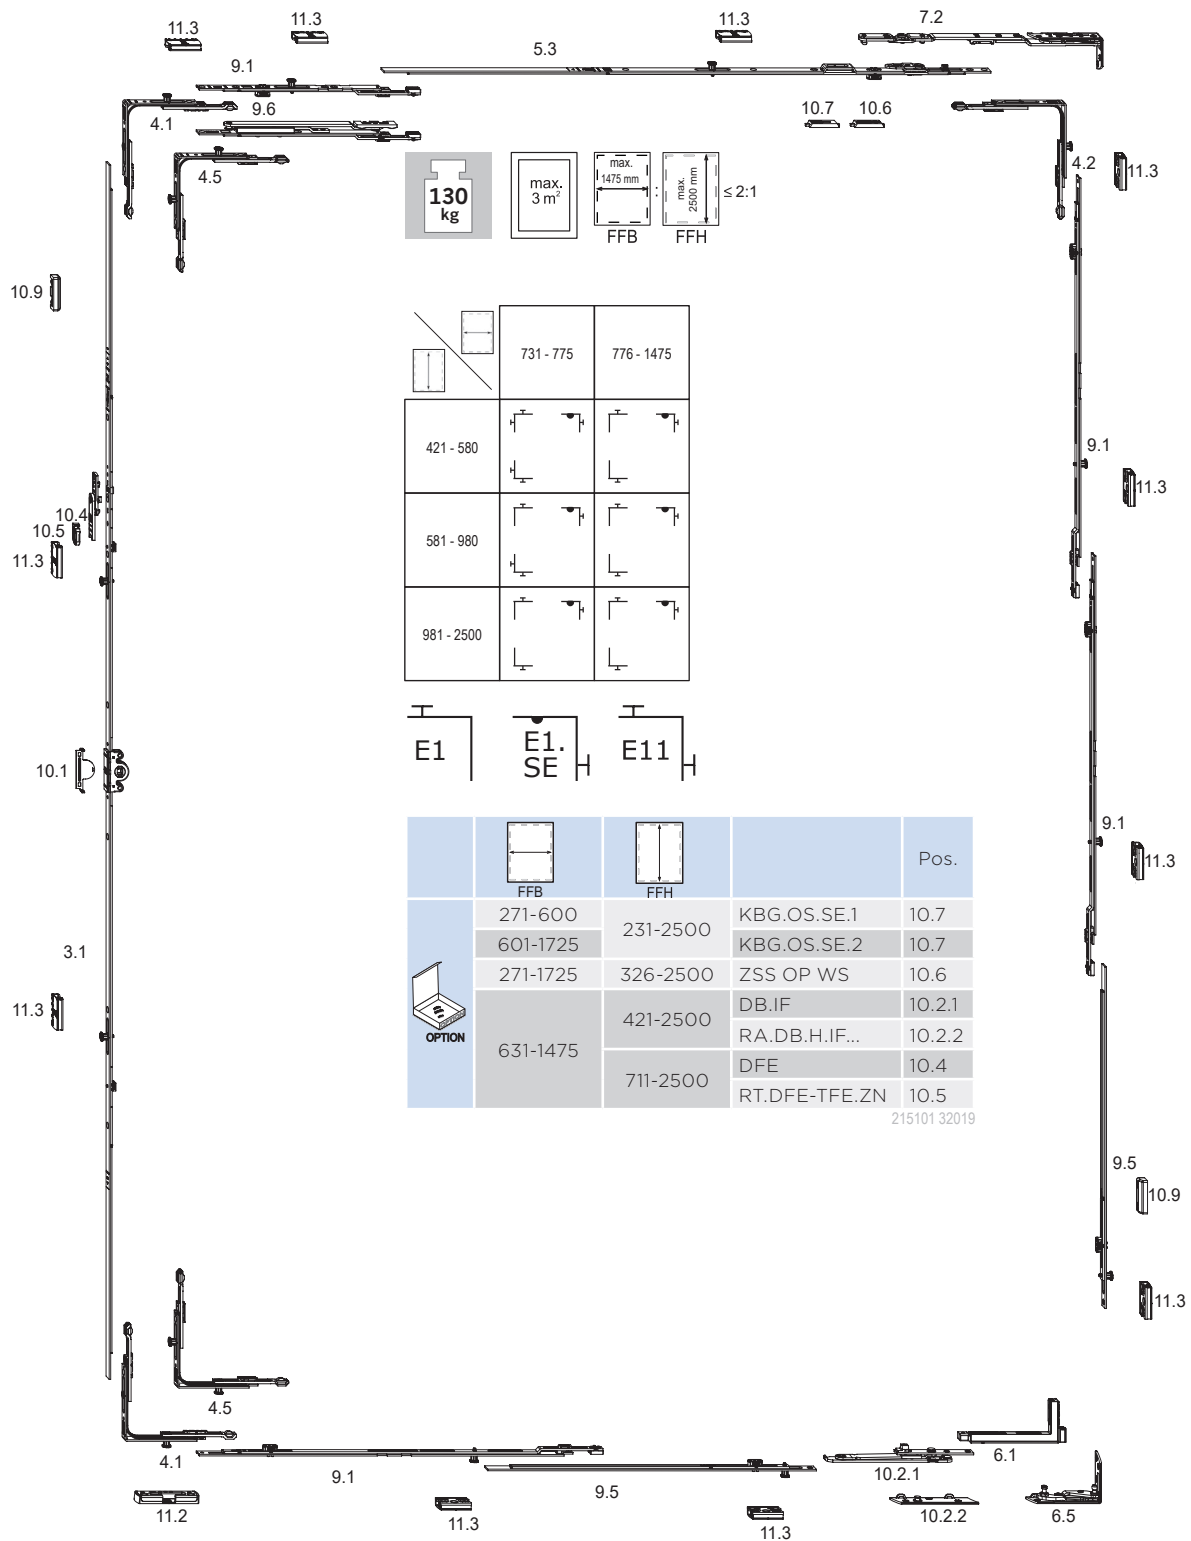 11.3
11.3
11.3
7.2
5.3
9.1
9.6
10.7
10.6
4.1
4.5
4.2
11.3
130
kg
max.
3 m²
max.
1475 mm
FFB
:
max.
2500 mm
FFH
≤ 2:1
10.9
731 - 775
776 - 1475
421 - 580
581 - 980
981 - 2500
9.1
11.3
10.4
10.5
11.3
E1
E1.
SE
E11
10.1
9.1
11.3
FFB
FFH
Pos.
271-600
231-2500
KBG.OS.SE.1
10.7
601-1725
KBG.OS.SE.2
10.7
271-1725
326-2500
ZSS OP WS
10.6
OPTION
631-1475
421-2500
DB.IF
10.2.1
RA.DB.H.IF...
10.2.2
711-2500
DFE
10.4
RT.DFE-TFE.ZN
10.5
215101 32019
3.1
11.3
9.5
10.9
11.3
4.5
4.1
9.1
9.5
10.2.1
6.1
11.2
11.3
11.3
10.2.2
6.5